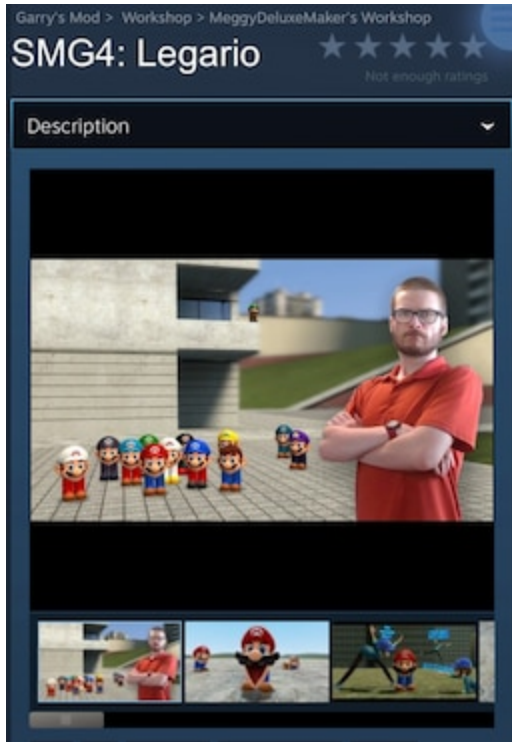 Garry's Mod > Workshop > MeggyDeluxeMaker's Workshop
SMG4: Legario
Not enough ratings
Description